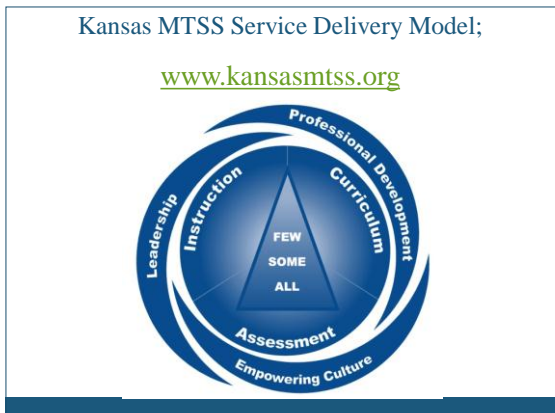 Kansas MTSS Service Delivery Model;
www.kansasmtss.org
Professional Development
Leadership
Instruction
Curriculum
FEW
SOME
ALL
Assessment
Empowering Culture